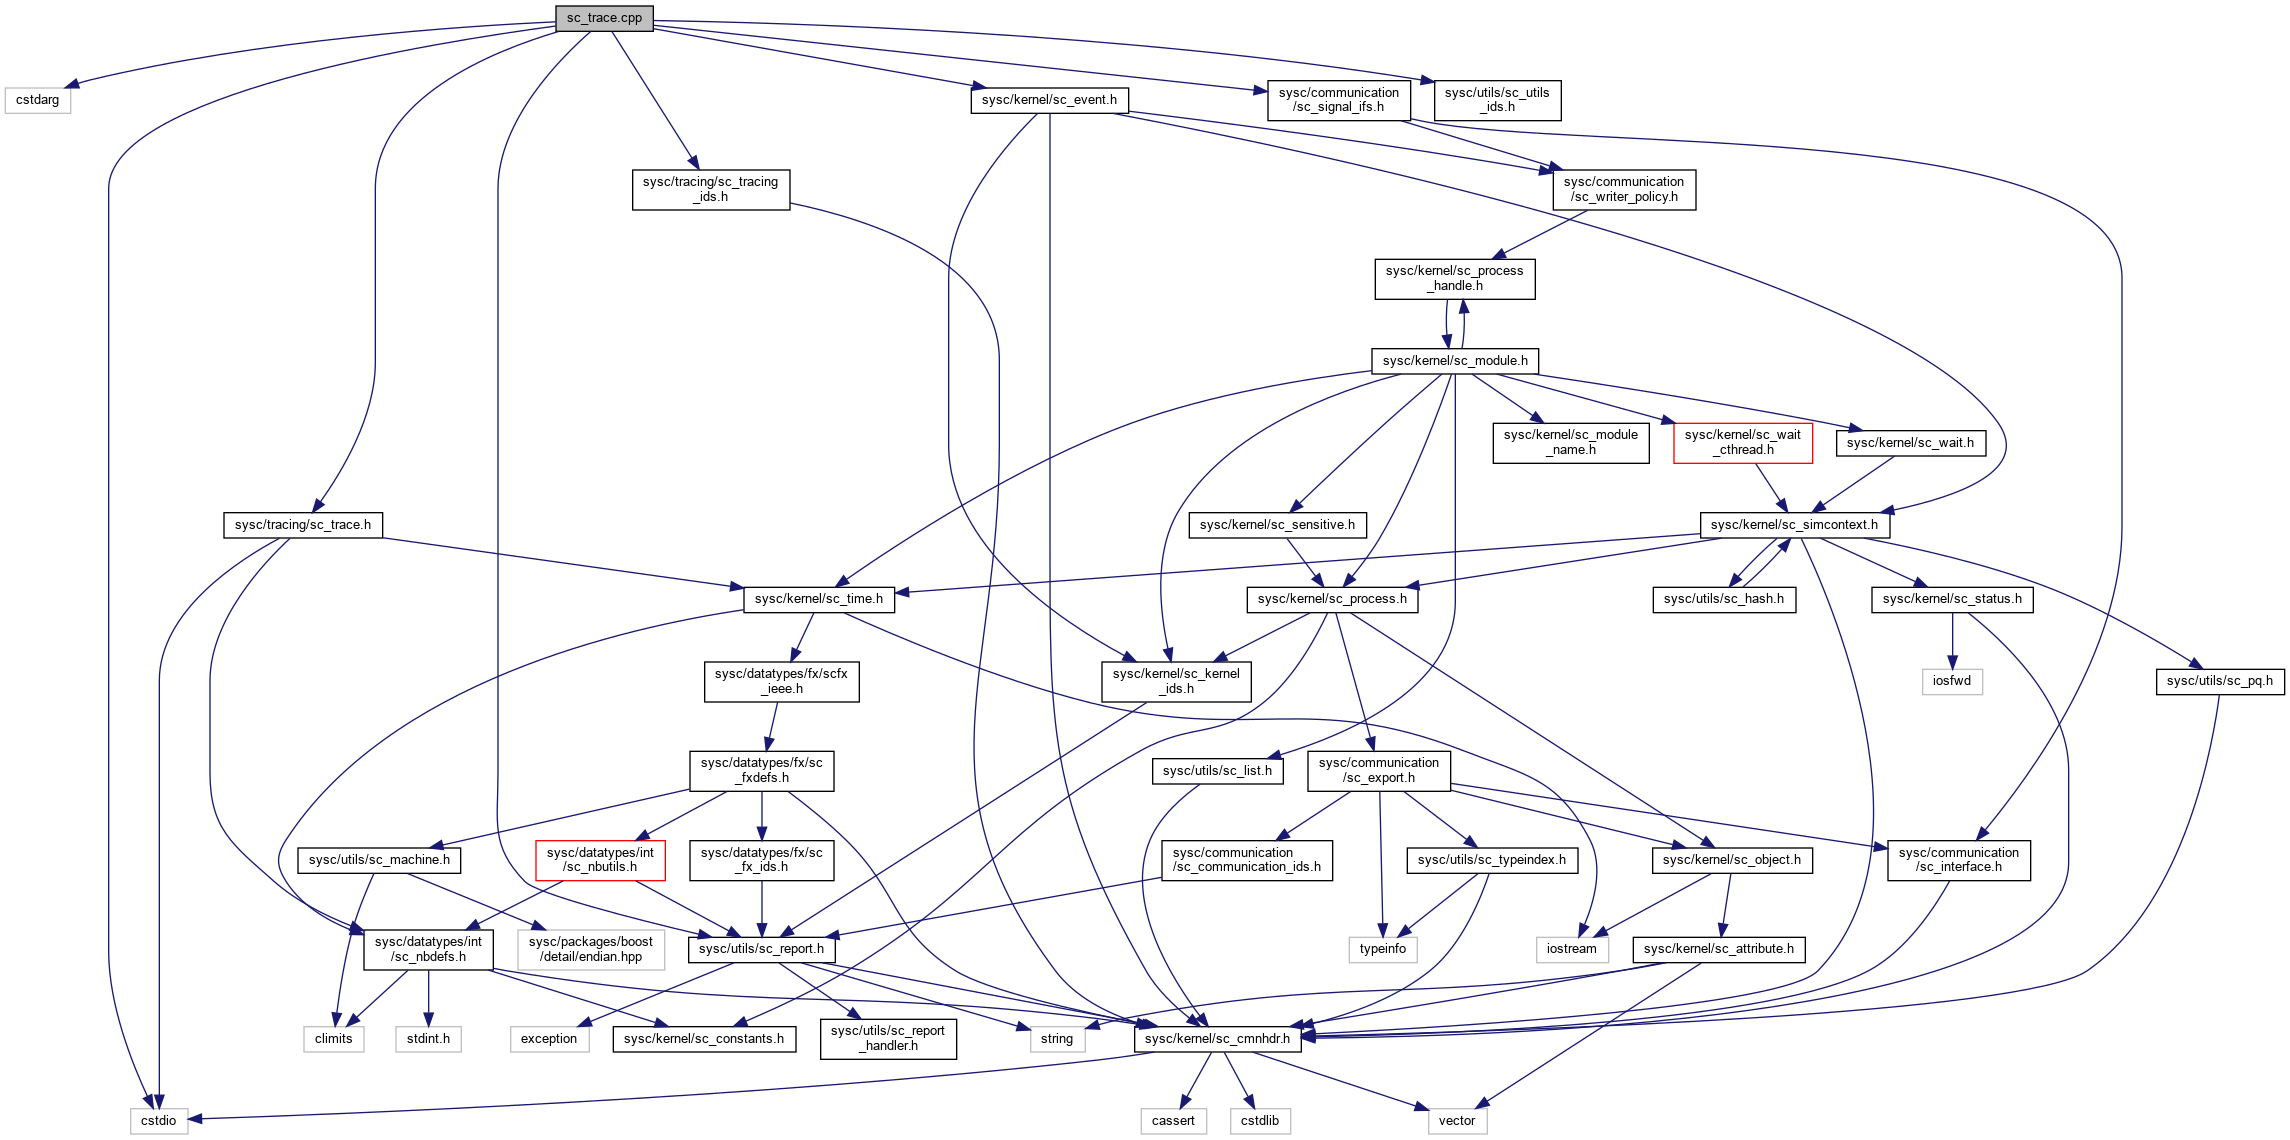 sc_trace.cpp
cstdarg
sysc/kernel/sc_event.h
sysc/communication
/sc_signal_ifs.h
sysc/utils/sc_utils
_ids.h
sysc/tracing/sc_tracing
_ids.h
sysc/communication
/sc_writer_policy.h
sysc/kernel/sc_process
_handle.h
sysc/kernel/sc_module.h
sysc/kernel/sc_module
_name.h
sysc/kernel/sc_wait
_cthread.h
sysc/kernel/sc_wait.h
sysc/tracing/sc_trace.h
sysc/kernel/sc_sensitive.h
sysc/kernel/sc_simcontext.h
sysc/kernel/sc_time.h
sysc/kernel/sc_process.h
sysc/utils/sc_hash.h
sysc/kernel/sc_status.h
sysc/datatypes/fx/scfx
_ieee.h
sysc/kernel/sc_kernel
_ids.h
iosfwd
sysc/utils/sc_pq.h
sysc/datatypes/fx/sc
_fxdefs.h
sysc/utils/sc_list.h
sysc/communication
/sc_export.h
sysc/utils/sc_machine.h
sysc/datatypes/int
/sc_nbutils.h
sysc/datatypes/fx/sc
_fx_ids.h
sysc/communication
/sc_communication_ids.h
sysc/utils/sc_typeindex.h
sysc/kernel/sc_object.h
sysc/communication
/sc_interface.h
sysc/datatypes/int
/sc_nbdefs.h
sysc/packages/boost
/detail/endian.hpp
sysc/utils/sc_report.h
typeinfo
iostream
sysc/kernel/sc_attribute.h
climits
stdint.h
exception
sysc/kernel/sc_constants.h
sysc/utils/sc_report
_handler.h
string
sysc/kernel/sc_cmnhdr.h
cstdio
cassert
cstdlib
vector